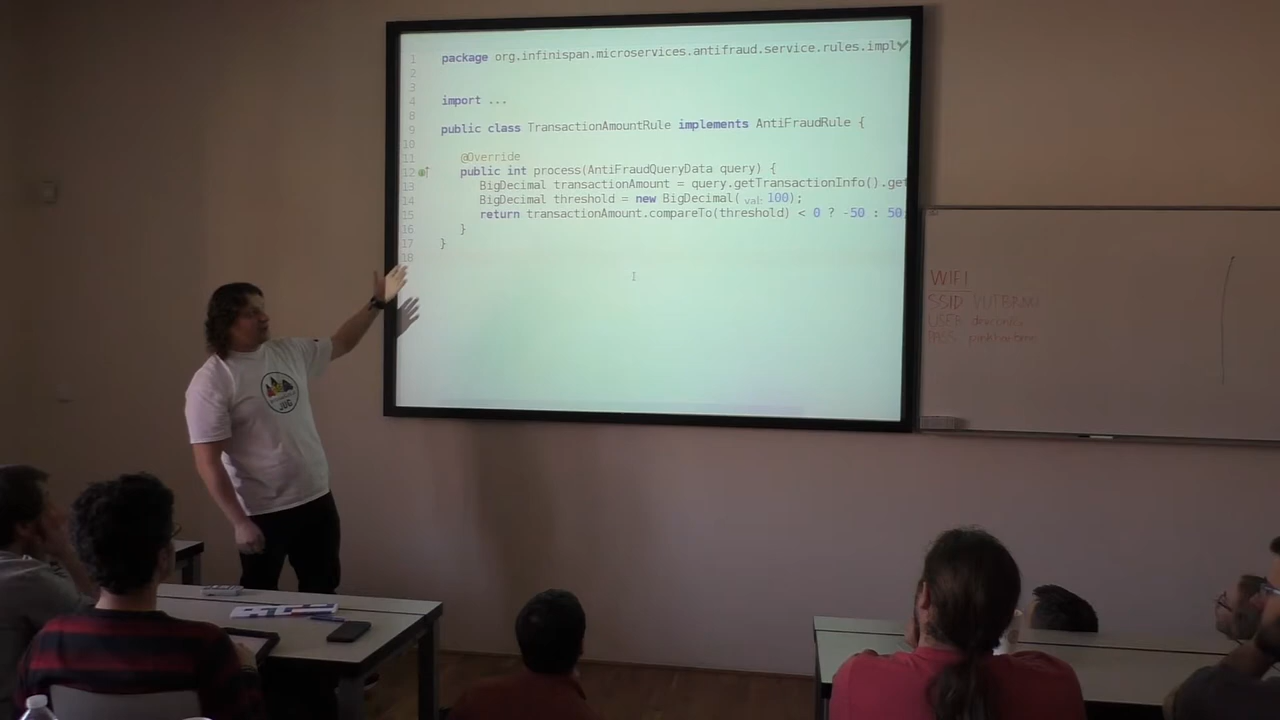 1 package org.infinispan.microservices.antifraud.service.rules.impl
2
3
4 import ...
8
9 public class TransactionAmountRule implements AntiFraudRule {
10
11 @Override
12 public int process(AntiFraudQueryData query) {
13 BigDecimal transactionAmount = query.getTransactionInfo().get
14 BigDecimal threshold = new BigDecimal( val: 100);
15 return transactionAmount.compareTo(threshold) < 0 ? -50 : 50
16 }
17 }
18
WIFI
SSID
USER
PASS
JUG